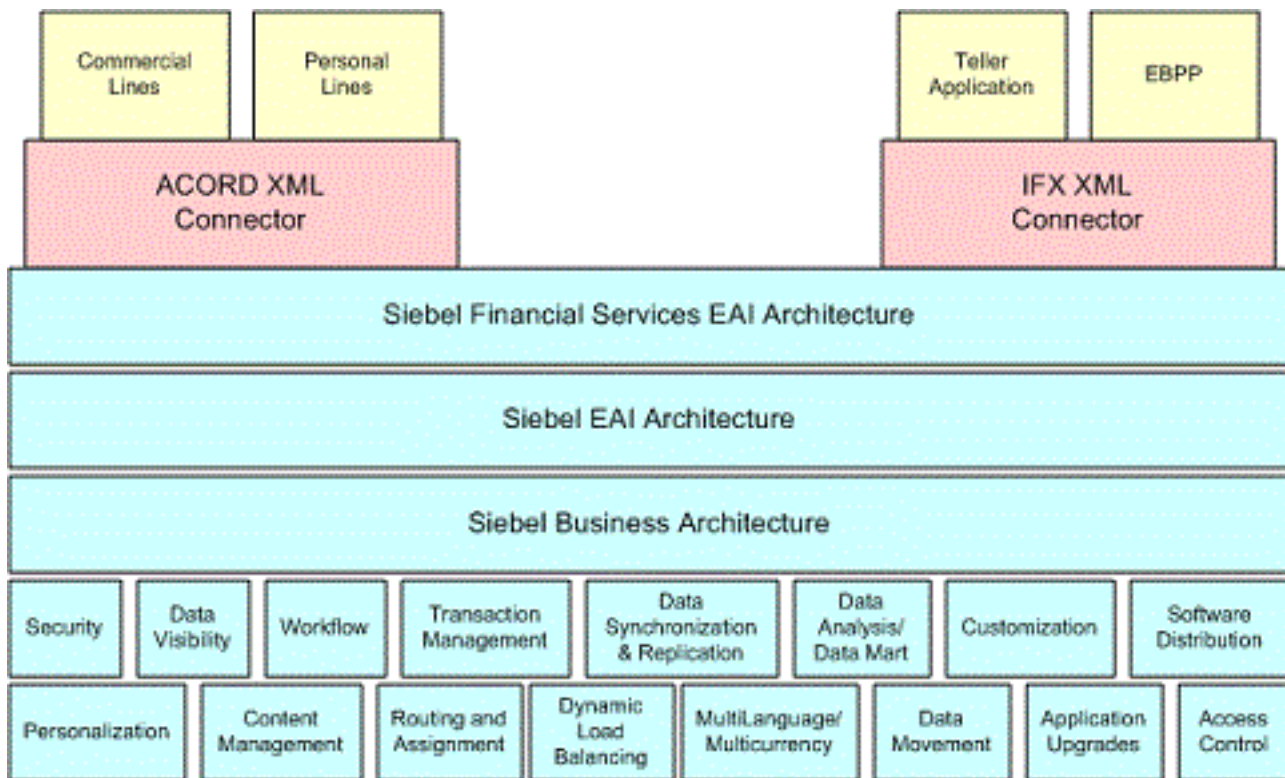 Commercial
Lines
Personal
Lines
Teller
Application
EBPP
ACORD XML
Connector
IFX XML
Connector
Siebel Financial Services EAI Architecture
Siebel EAI Architecture
Siebel Business Architecture
Security
Data
Visibility
Workflow
Transaction
Management
Data
Synchronization
& Replication
Data
Analysis/
Data Mart
Customization
Software
Distribution
Personalization
Content
Management
Routing and
Assignment
Dynamic
Load
Balancing
MultiLanguage/
Multicurrency
Data
Movement
Application
Upgrades
Access
Control